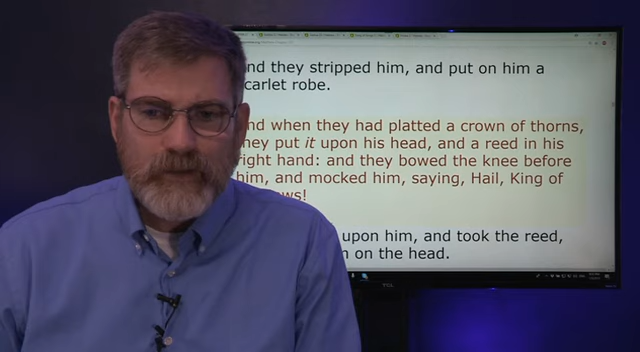 nd they stripped him, and put on him a
carlet robe.
nd when they had platted a crown of thorns,
hey put it upon his head, and a reed in his
right hand: and they bowed the knee before
him, and mocked him, saying, Hail, King of
ws!
upon him, and took the reed,
on the head.
TCL